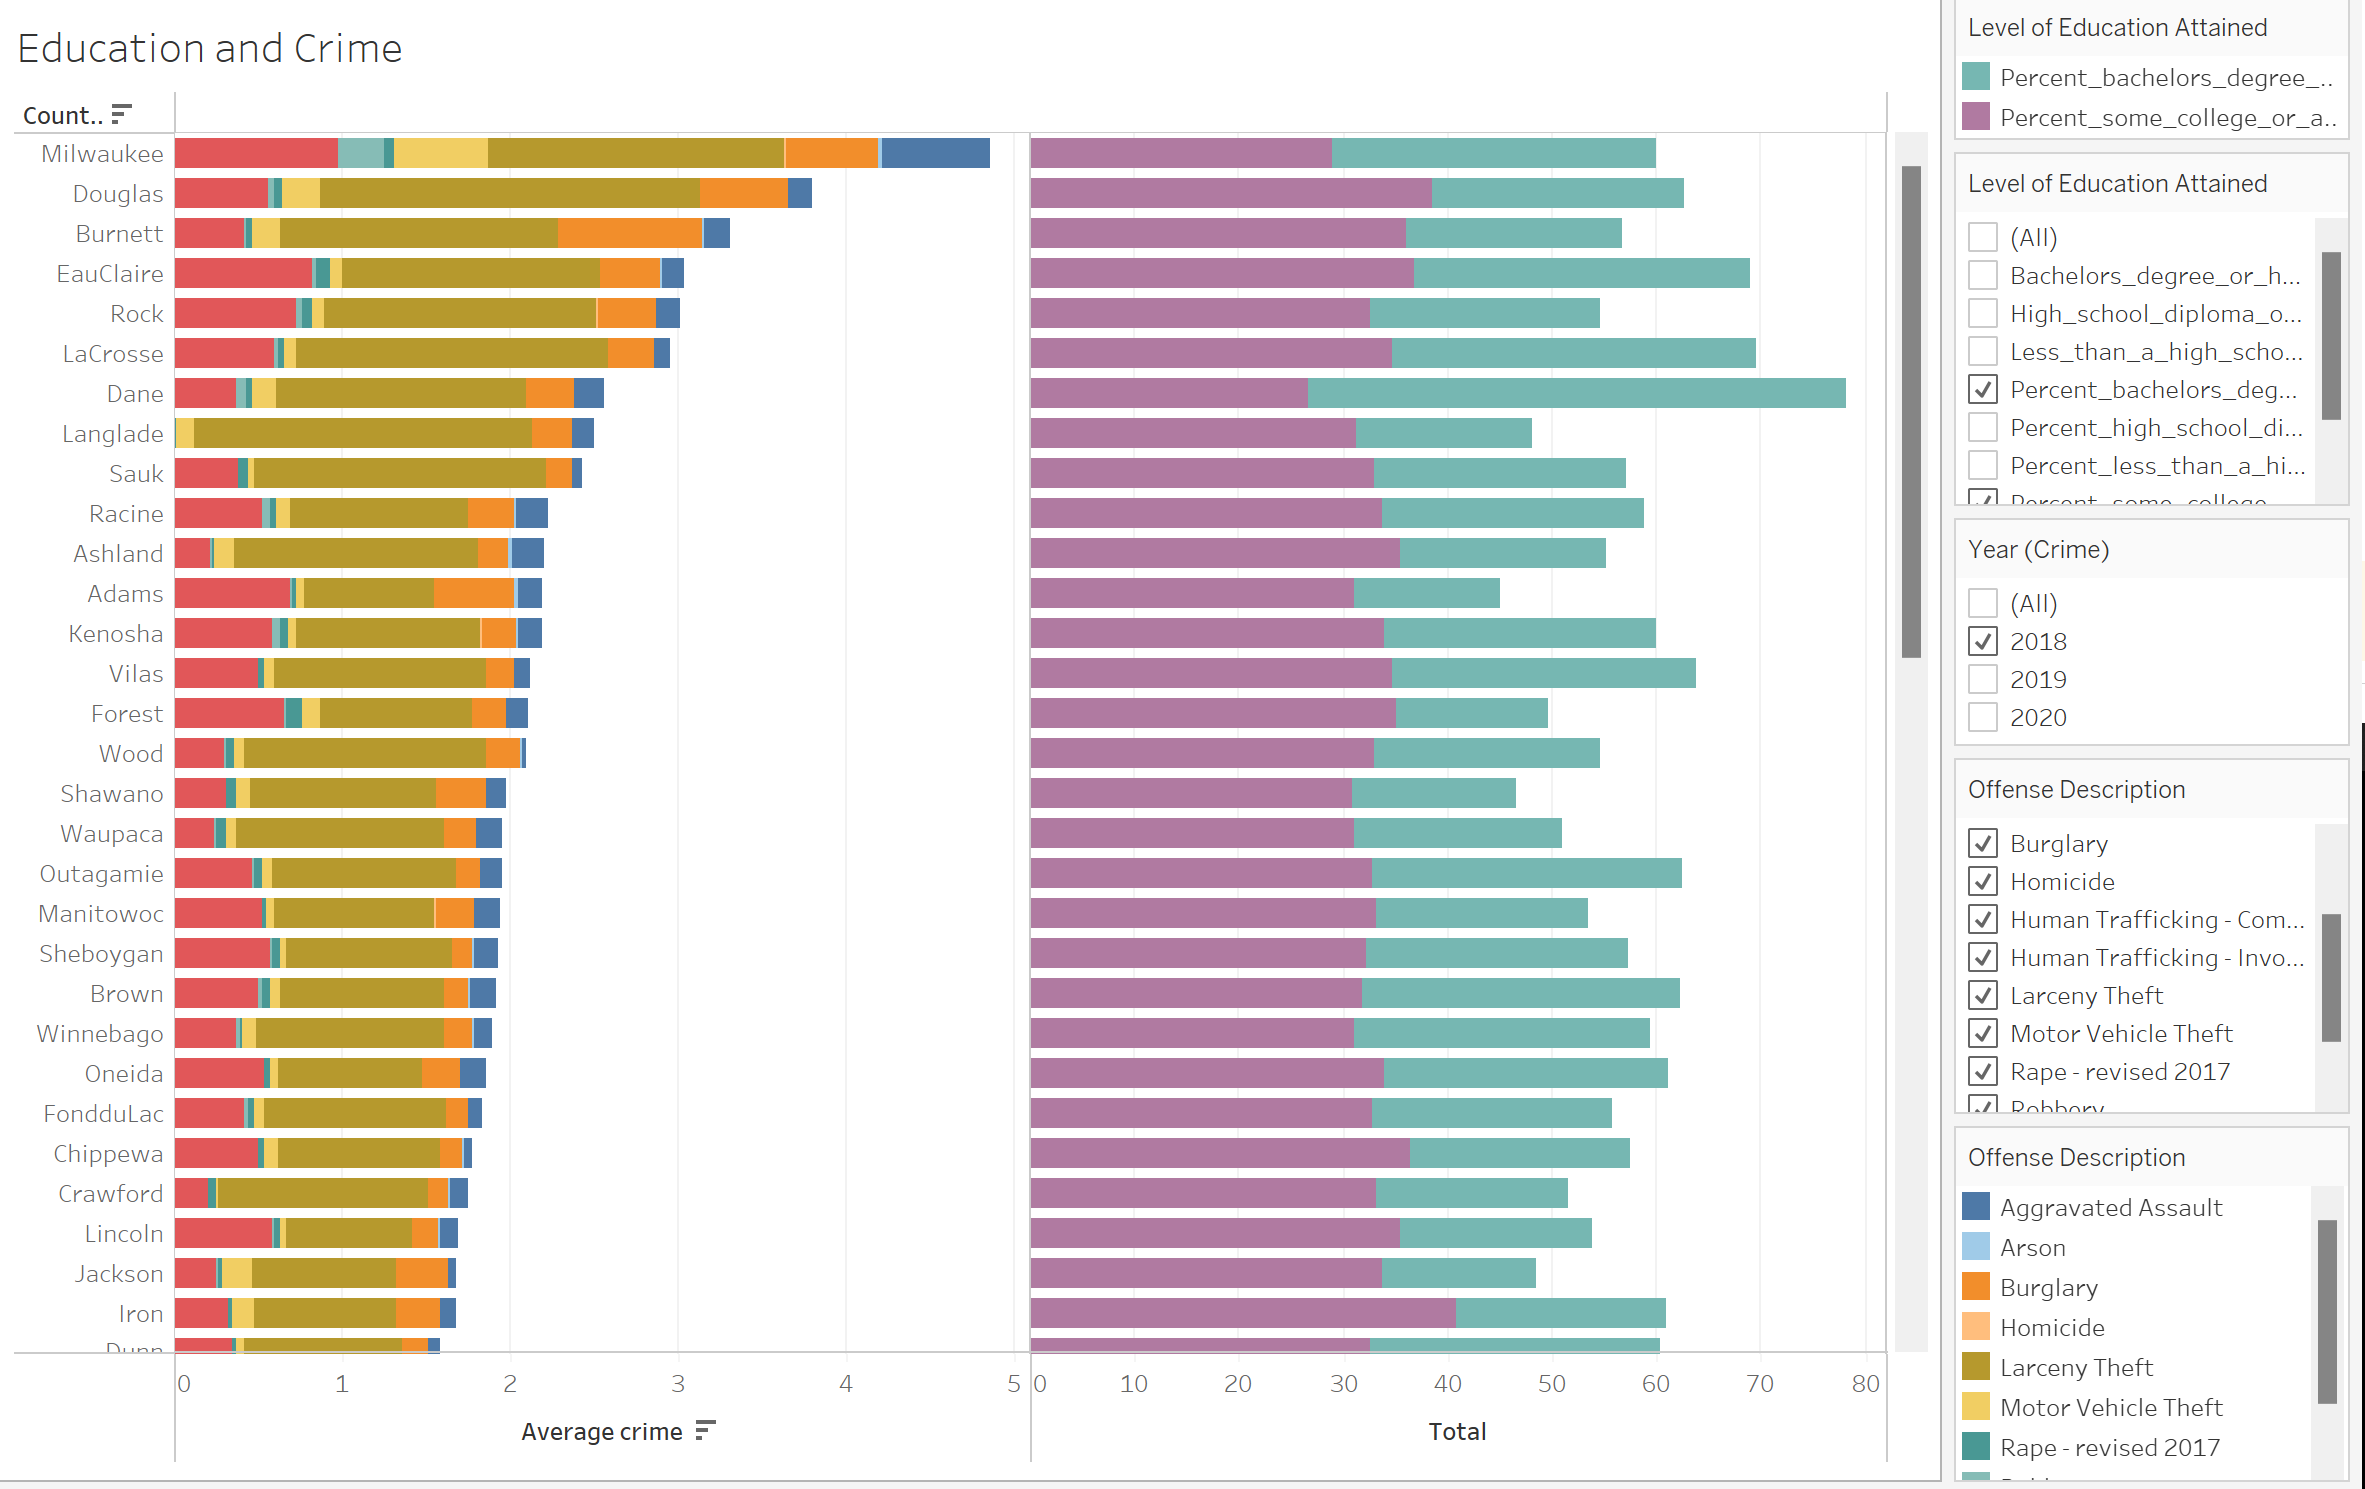 Education and Crime
Count..
Milwaukee
Douglas
Burnett
EauClaire
Rock
LaCrosse
Dane
Langlade
Sauk
Racine
Ashland
Adams
Kenosha
Vilas
Forest
Wood
Shawano
Waupaca
Outagamie
Manitowoc
Sheboygan
Brown
Winnebago
Oneida
FondduLac
Chippewa
Crawford
Lincoln
Jackson
Iron
Dunn
0 1 2 3 4 5 0 10 20 30 40 50 60 70 80
Average crime Total
Level of Education Attained
Percent_bachelors_degree_..
Percent_some_college_or_a..
Level of Education Attained
(All)
Bachelors_degree_or_h...
High_school_diploma_o...
Less_than_a_high_scho...
Percent_bachelors_deg...
Percent_high_school_di...
Percent_less_than_a_hi...
Percent_some_college_
Year (Crime)
(All)
2018
2019
2020
Offense Description
Burglary
Homicide
Human Trafficking - Com...
Human Trafficking - Invo...
Larceny Theft
Motor Vehicle Theft
Rape - revised 2017
Robbery
Offense Description
Aggravated Assault
Arson
Burglary
Homicide
Larceny Theft
Motor Vehicle Theft
Rape - revised 2017